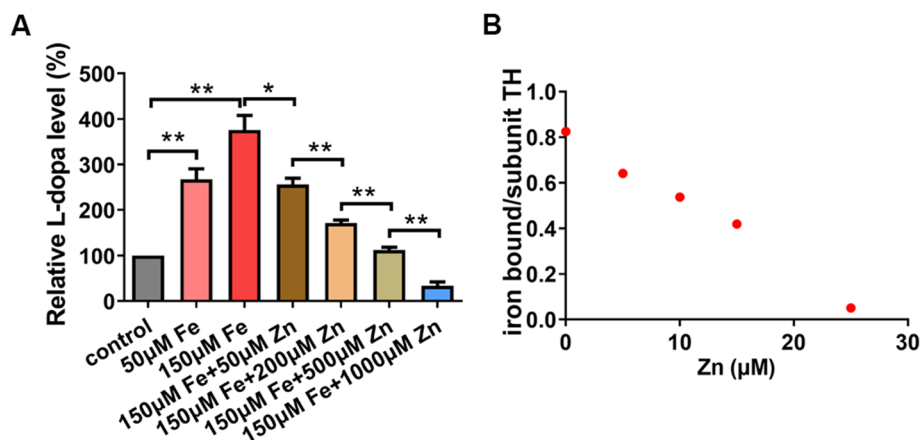 A
Relative L-dopa level (%)
500
400
300
200
100
0
**
**
*
**
**
**
control
50μM Fe
150μM Fe
150μM Fe+50μM Zn
150μM Fe+200μM Zn
150μM Fe+500μM Zn
150μM Fe+1000μM Zn
B
iron bound/subunit TH
1.0
0.8
0.6
0.4
0.2
0.0
0
10
20
30
Zn (μM)